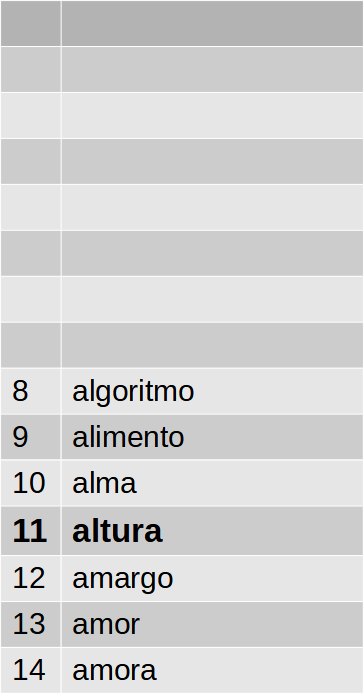 8 algoritmo
9 alimento
10 alma
11 altura
12 amargo
13 amor
14 amora